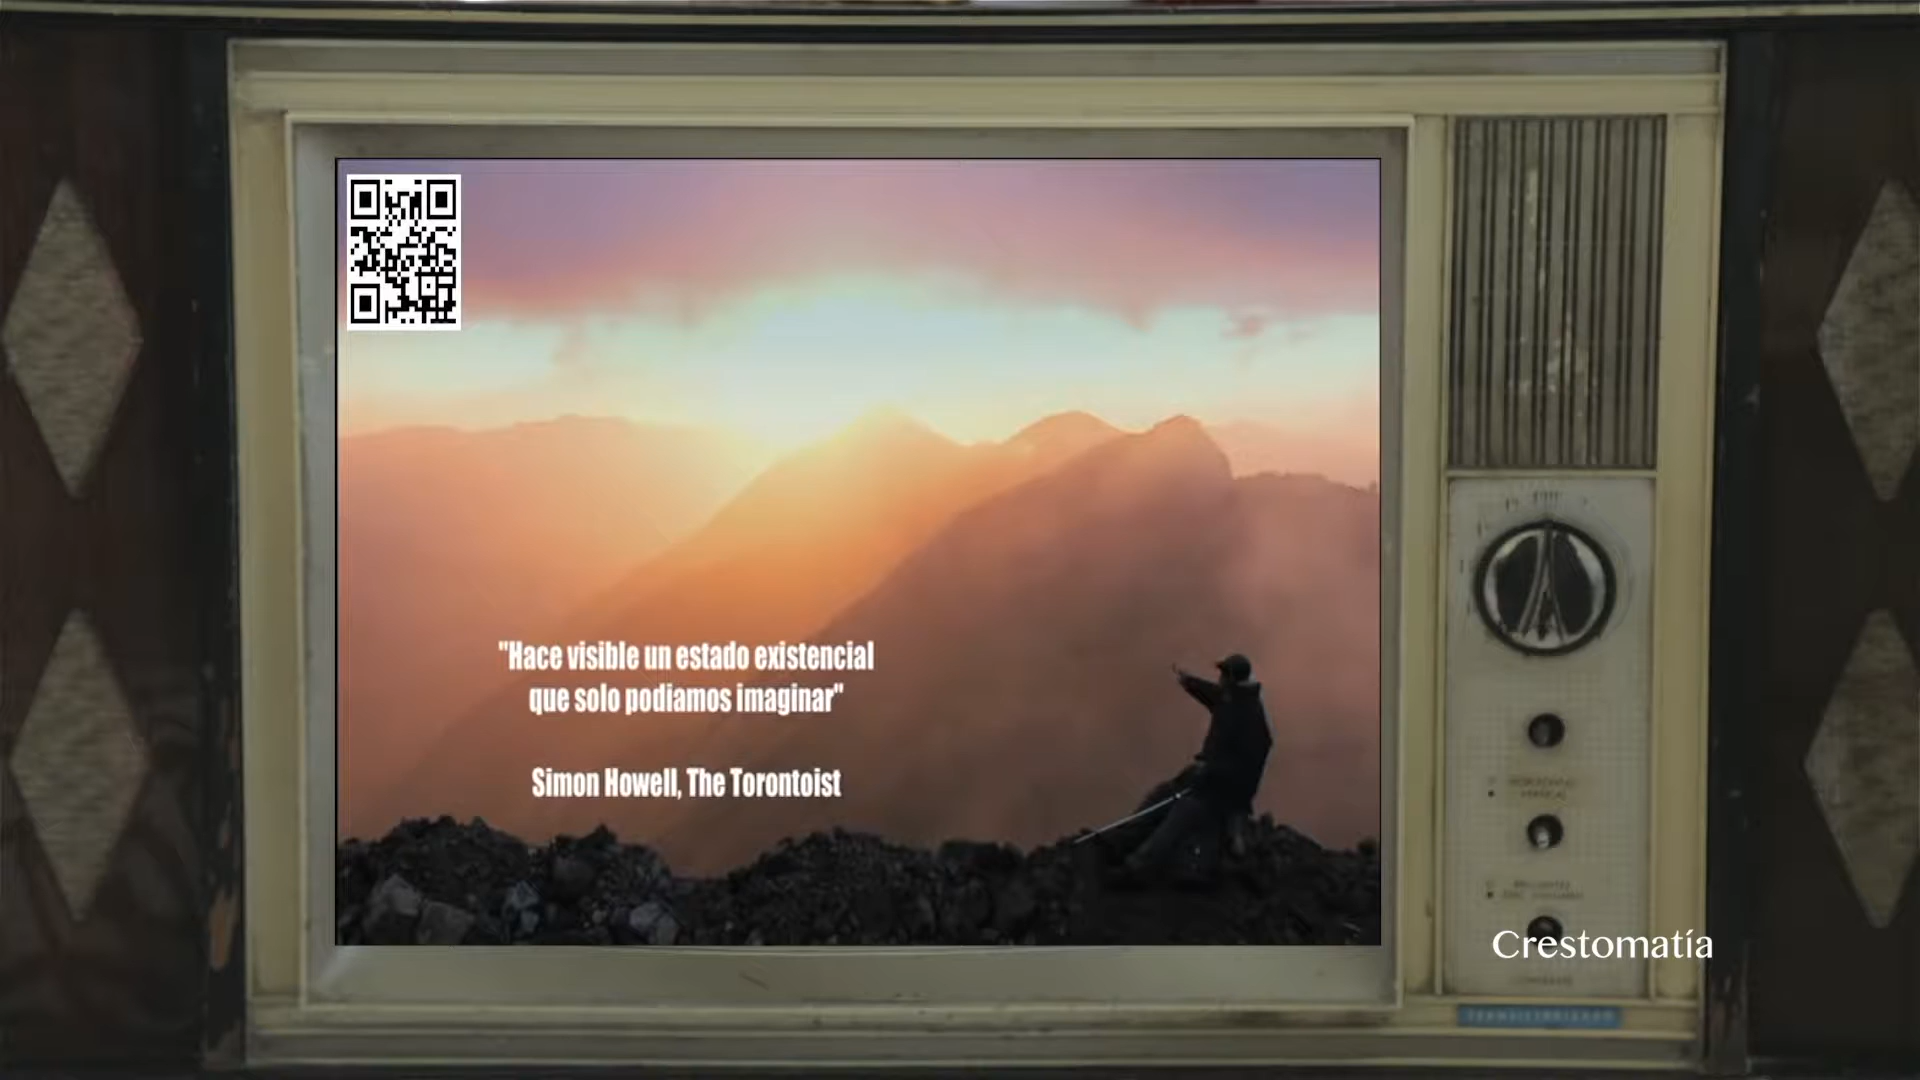 "Hace visible un estado existencial
que solo podiamos imaginar"
Simon Howell, The Torontoist
Crestomatía